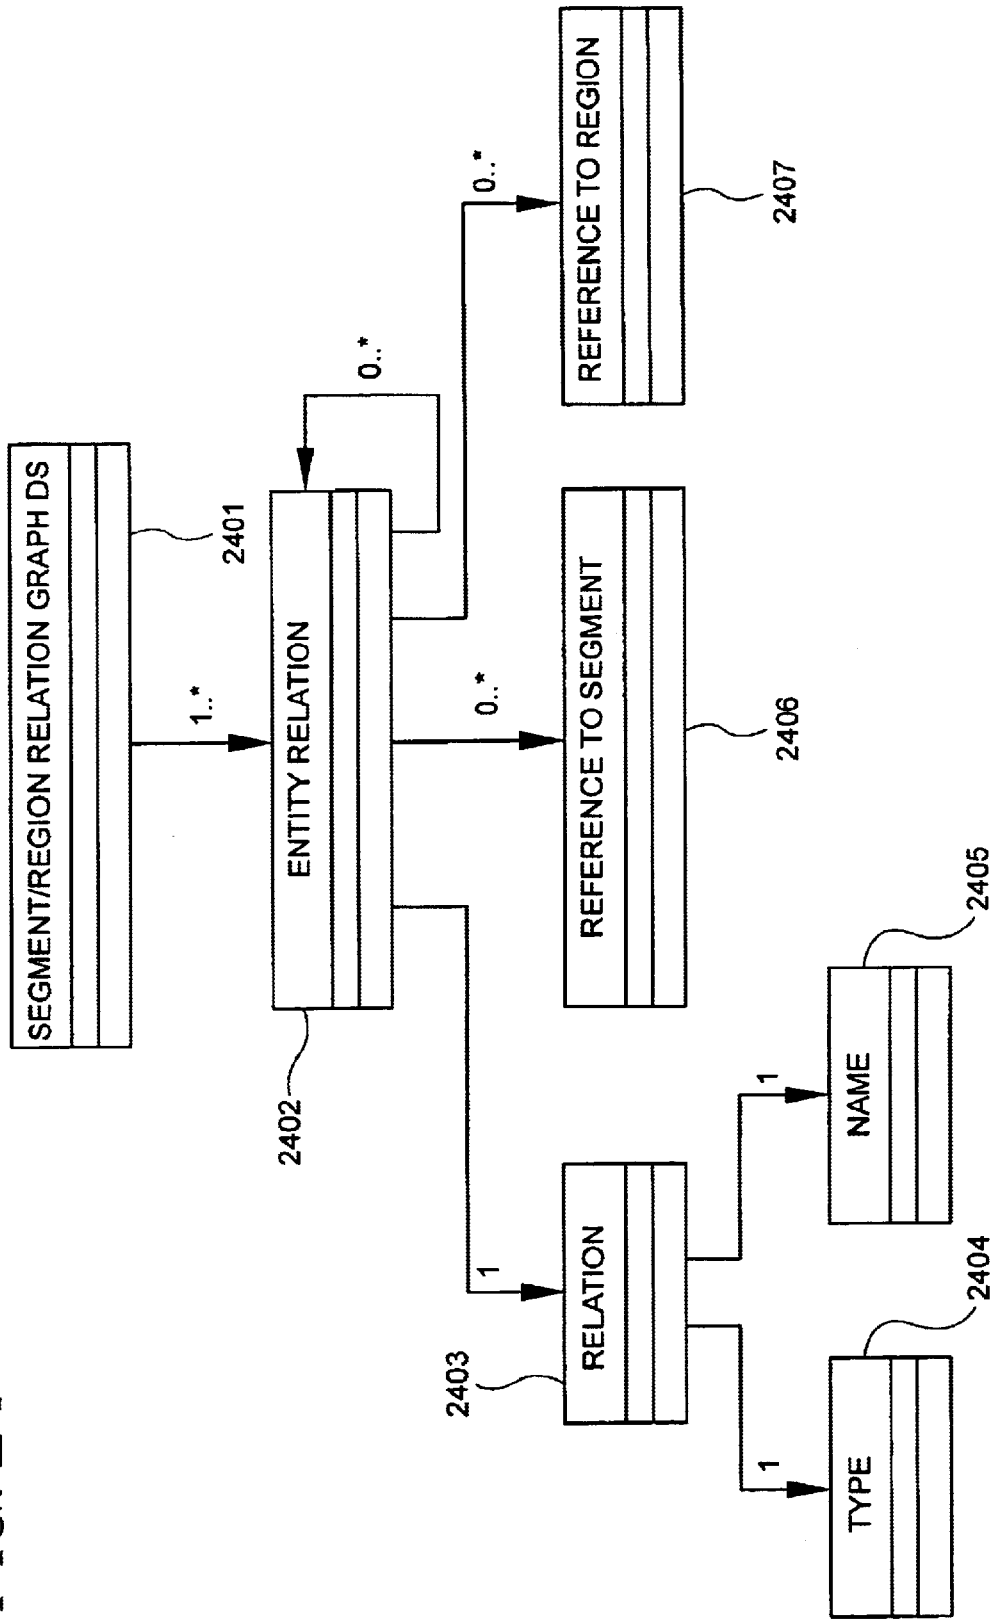 SEGMENT/REGION RELATION GRAPH DS
2401
1..*
ENTITY RELATION
2402
0..*
1
0..*
0..*
RELATION
2403
REFERENCE TO SEGMENT
2406
REFERENCE TO REGION
2407
1
1
TYPE
2404
NAME
2405